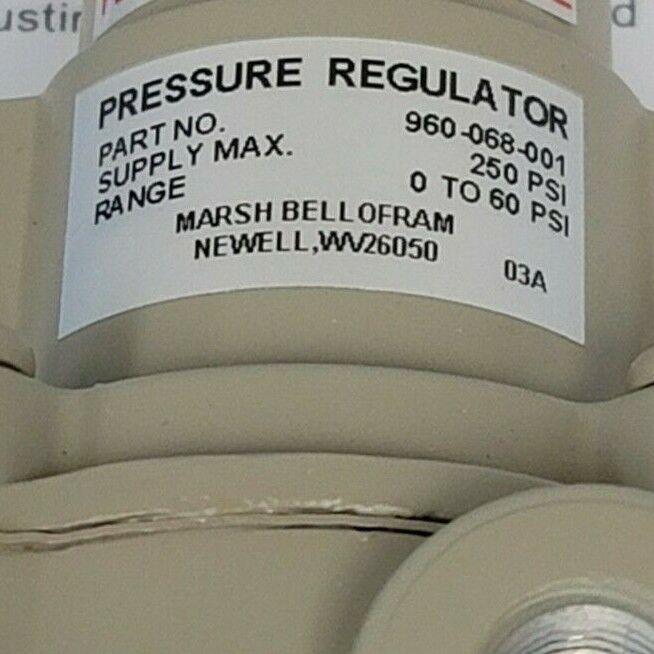 PRESSURE REGULATOR
PART NO. 960-068-001
SUPPLY MAX. 250 PSI
RANGE 0 TO 60 PSI
MARSH BELLOFRAM
NEWELL,WV26050
03A